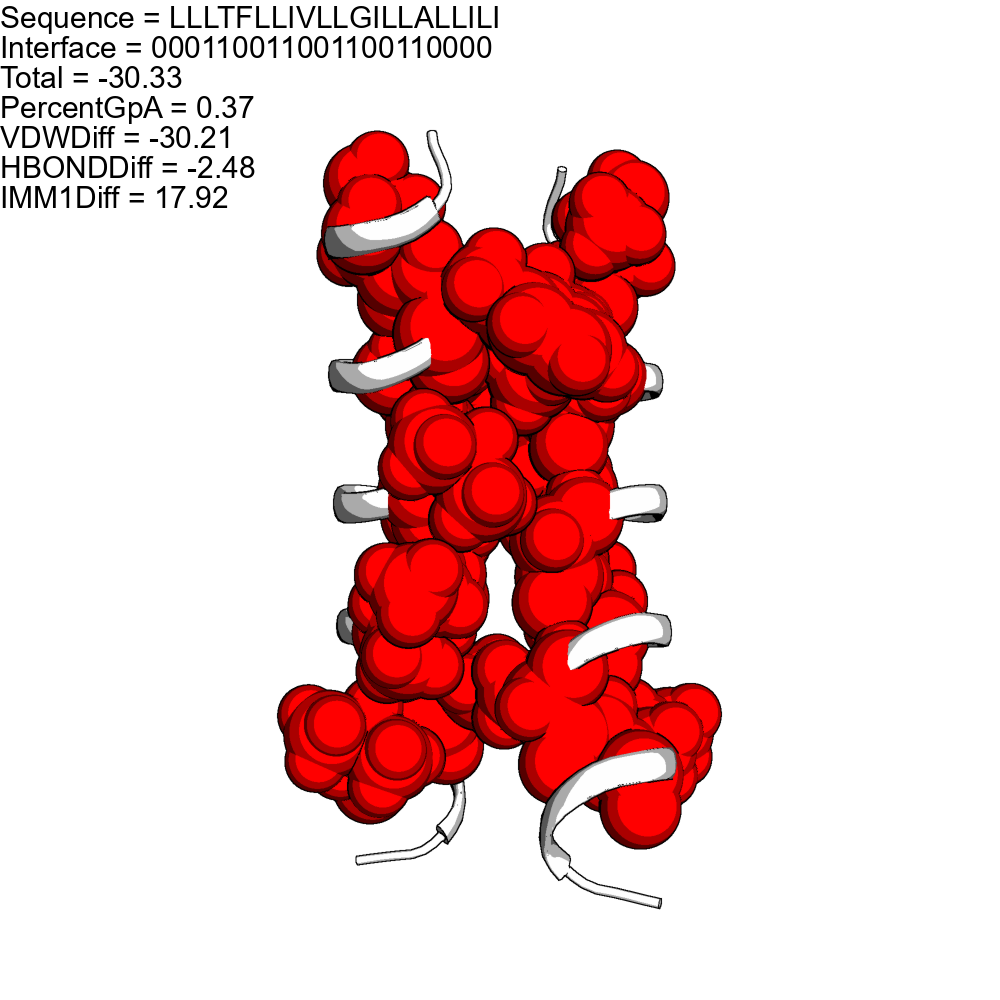 Sequence = LLLTFLLIVLLGILLALLILI
Interface = 000110011001100110000
Total = -30.33
PercentGpA = 0.37
VDWDiff = -30.21
HBONDDiff = -2.48
IMM1Diff = 17.92